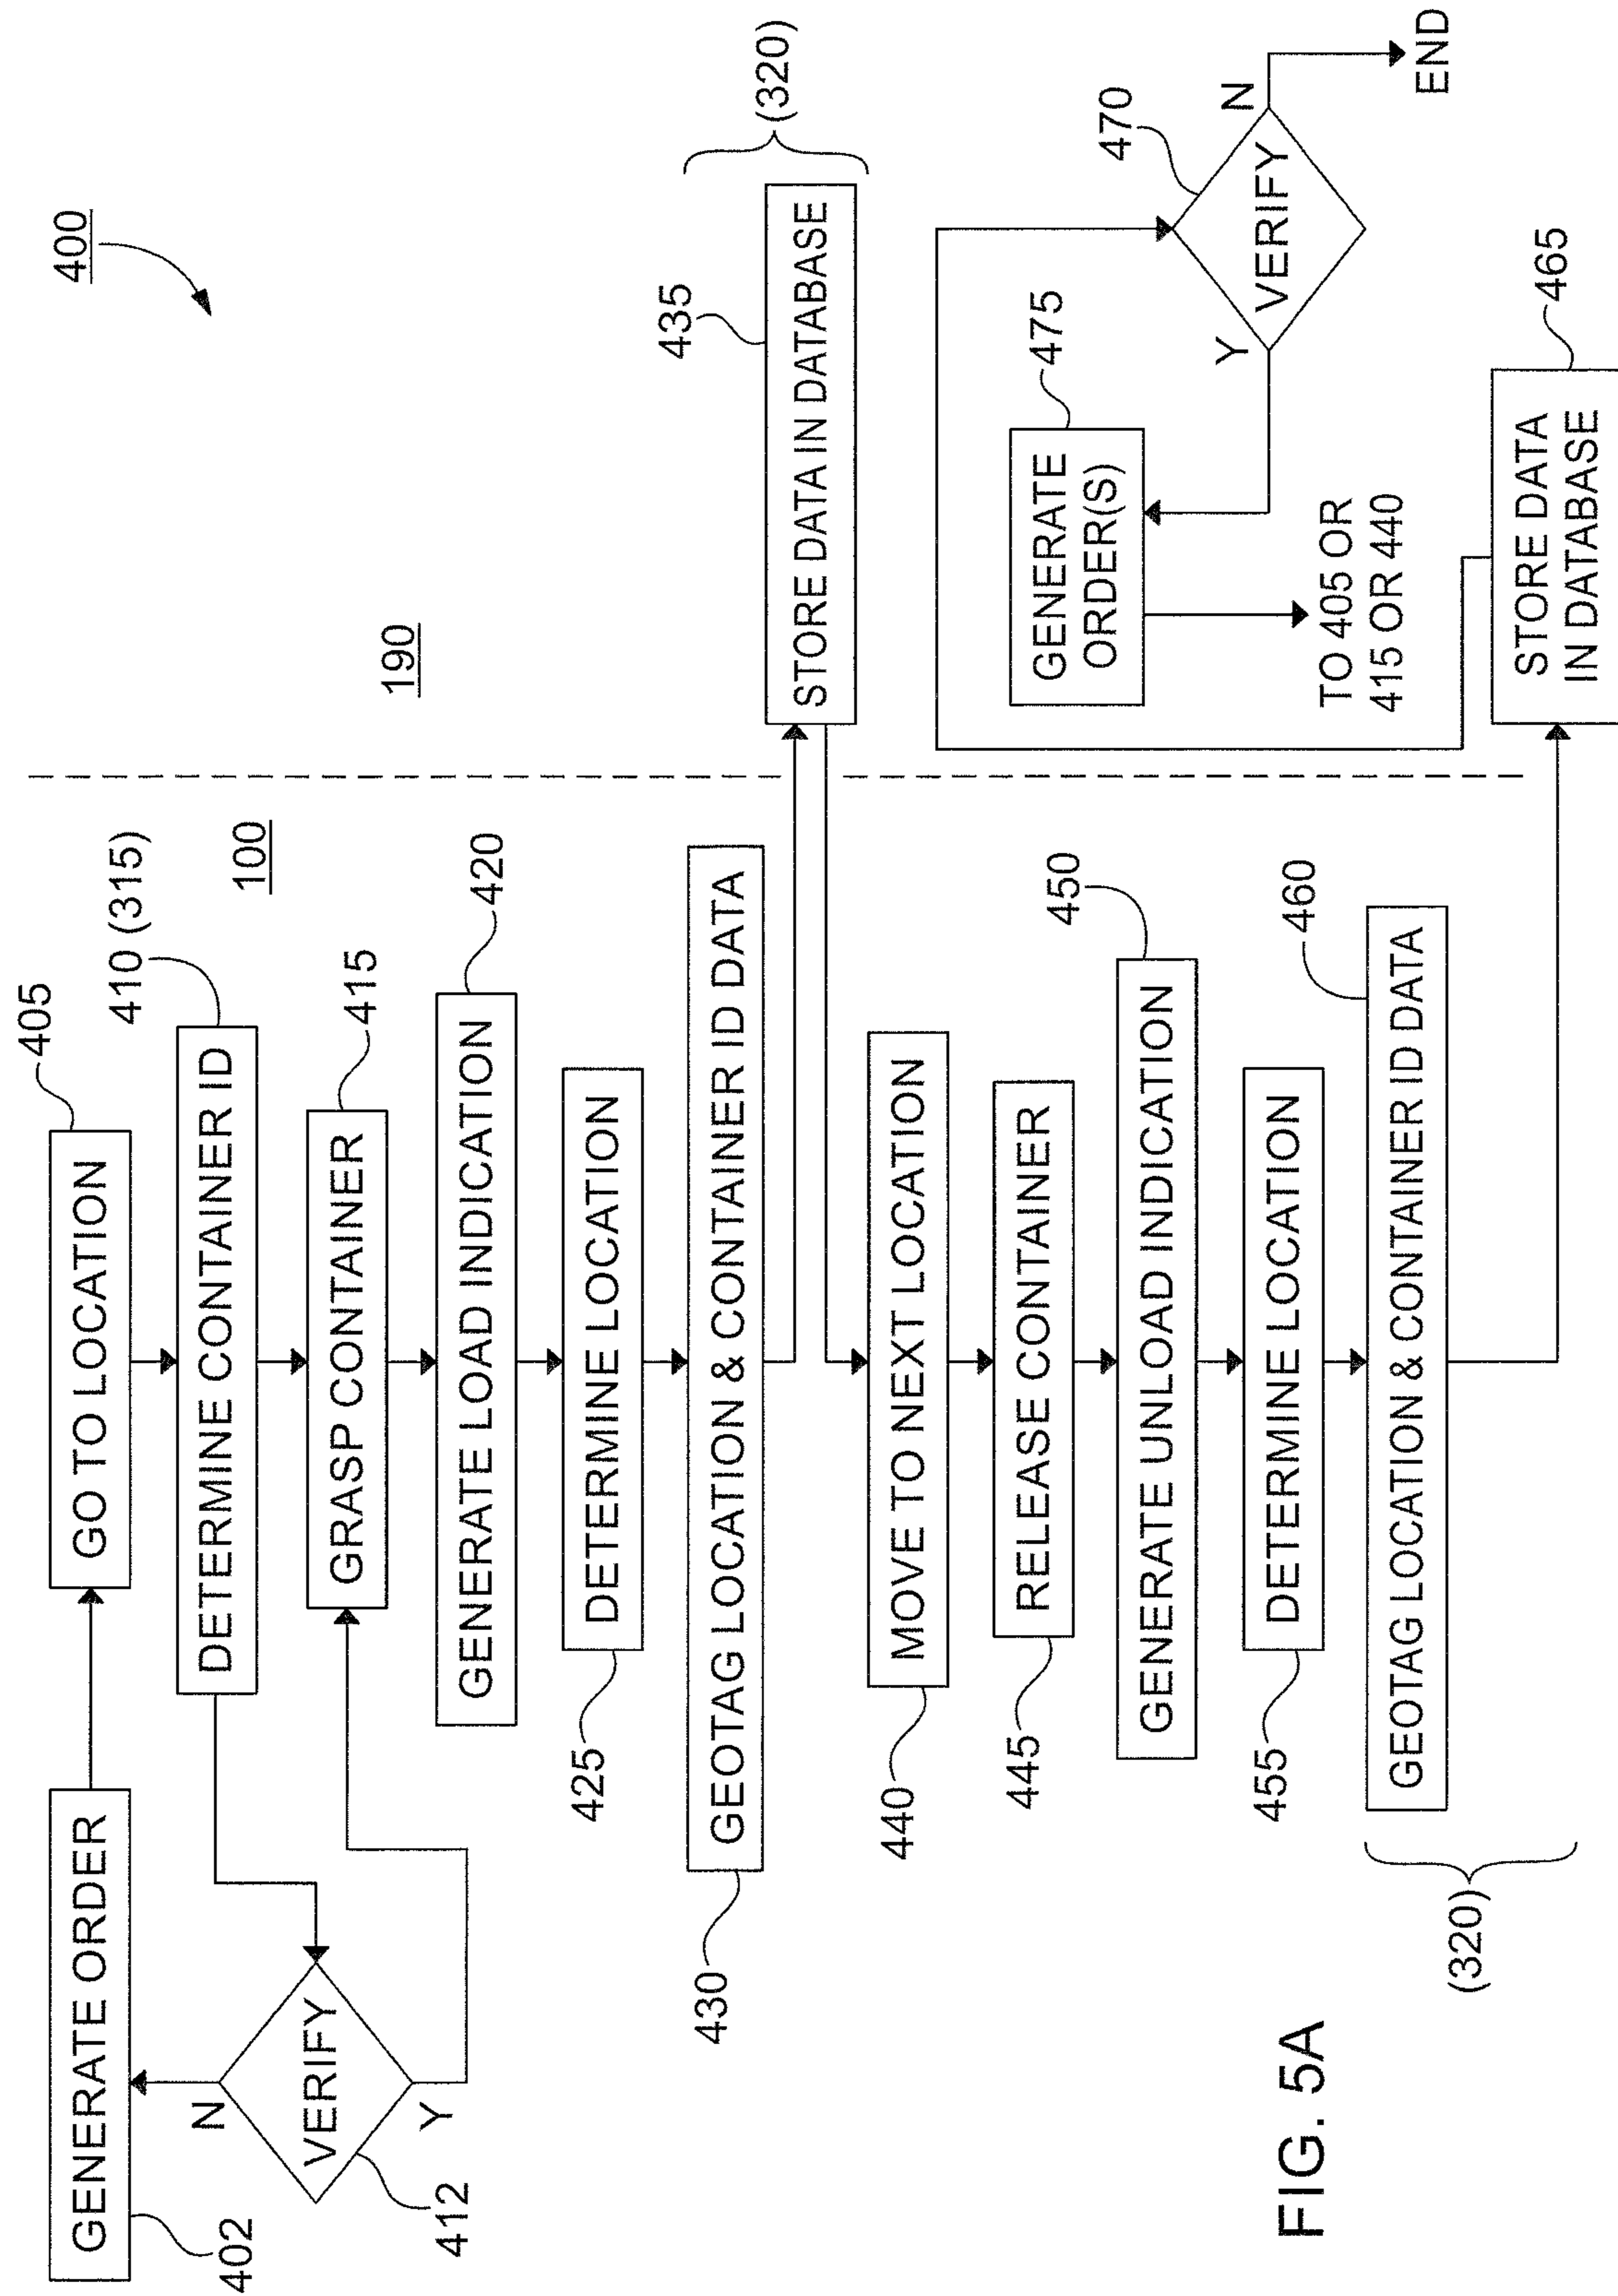 400
190
100
GENERATE ORDER
402
GO TO LOCATION
405
DETERMINE CONTAINER ID
410 (315)
N
VERIFY
Y
412
GRASP CONTAINER
415
GENERATE LOAD INDICATION
420
DETERMINE LOCATION
425
GEOTAG LOCATION & CONTAINER ID DATA
430
STORE DATA IN DATABASE
435
(320)
MOVE TO NEXT LOCATION
440
RELEASE CONTAINER
445
GENERATE UNLOAD INDICATION
450
DETERMINE LOCATION
455
GEOTAG LOCATION & CONTAINER ID DATA
460
(320)
STORE DATA
IN DATABASE
465
VERIFY
470
Y
N
END
GENERATE
ORDER(S)
475
TO 405 OR
415 OR 440
FIG. 5A